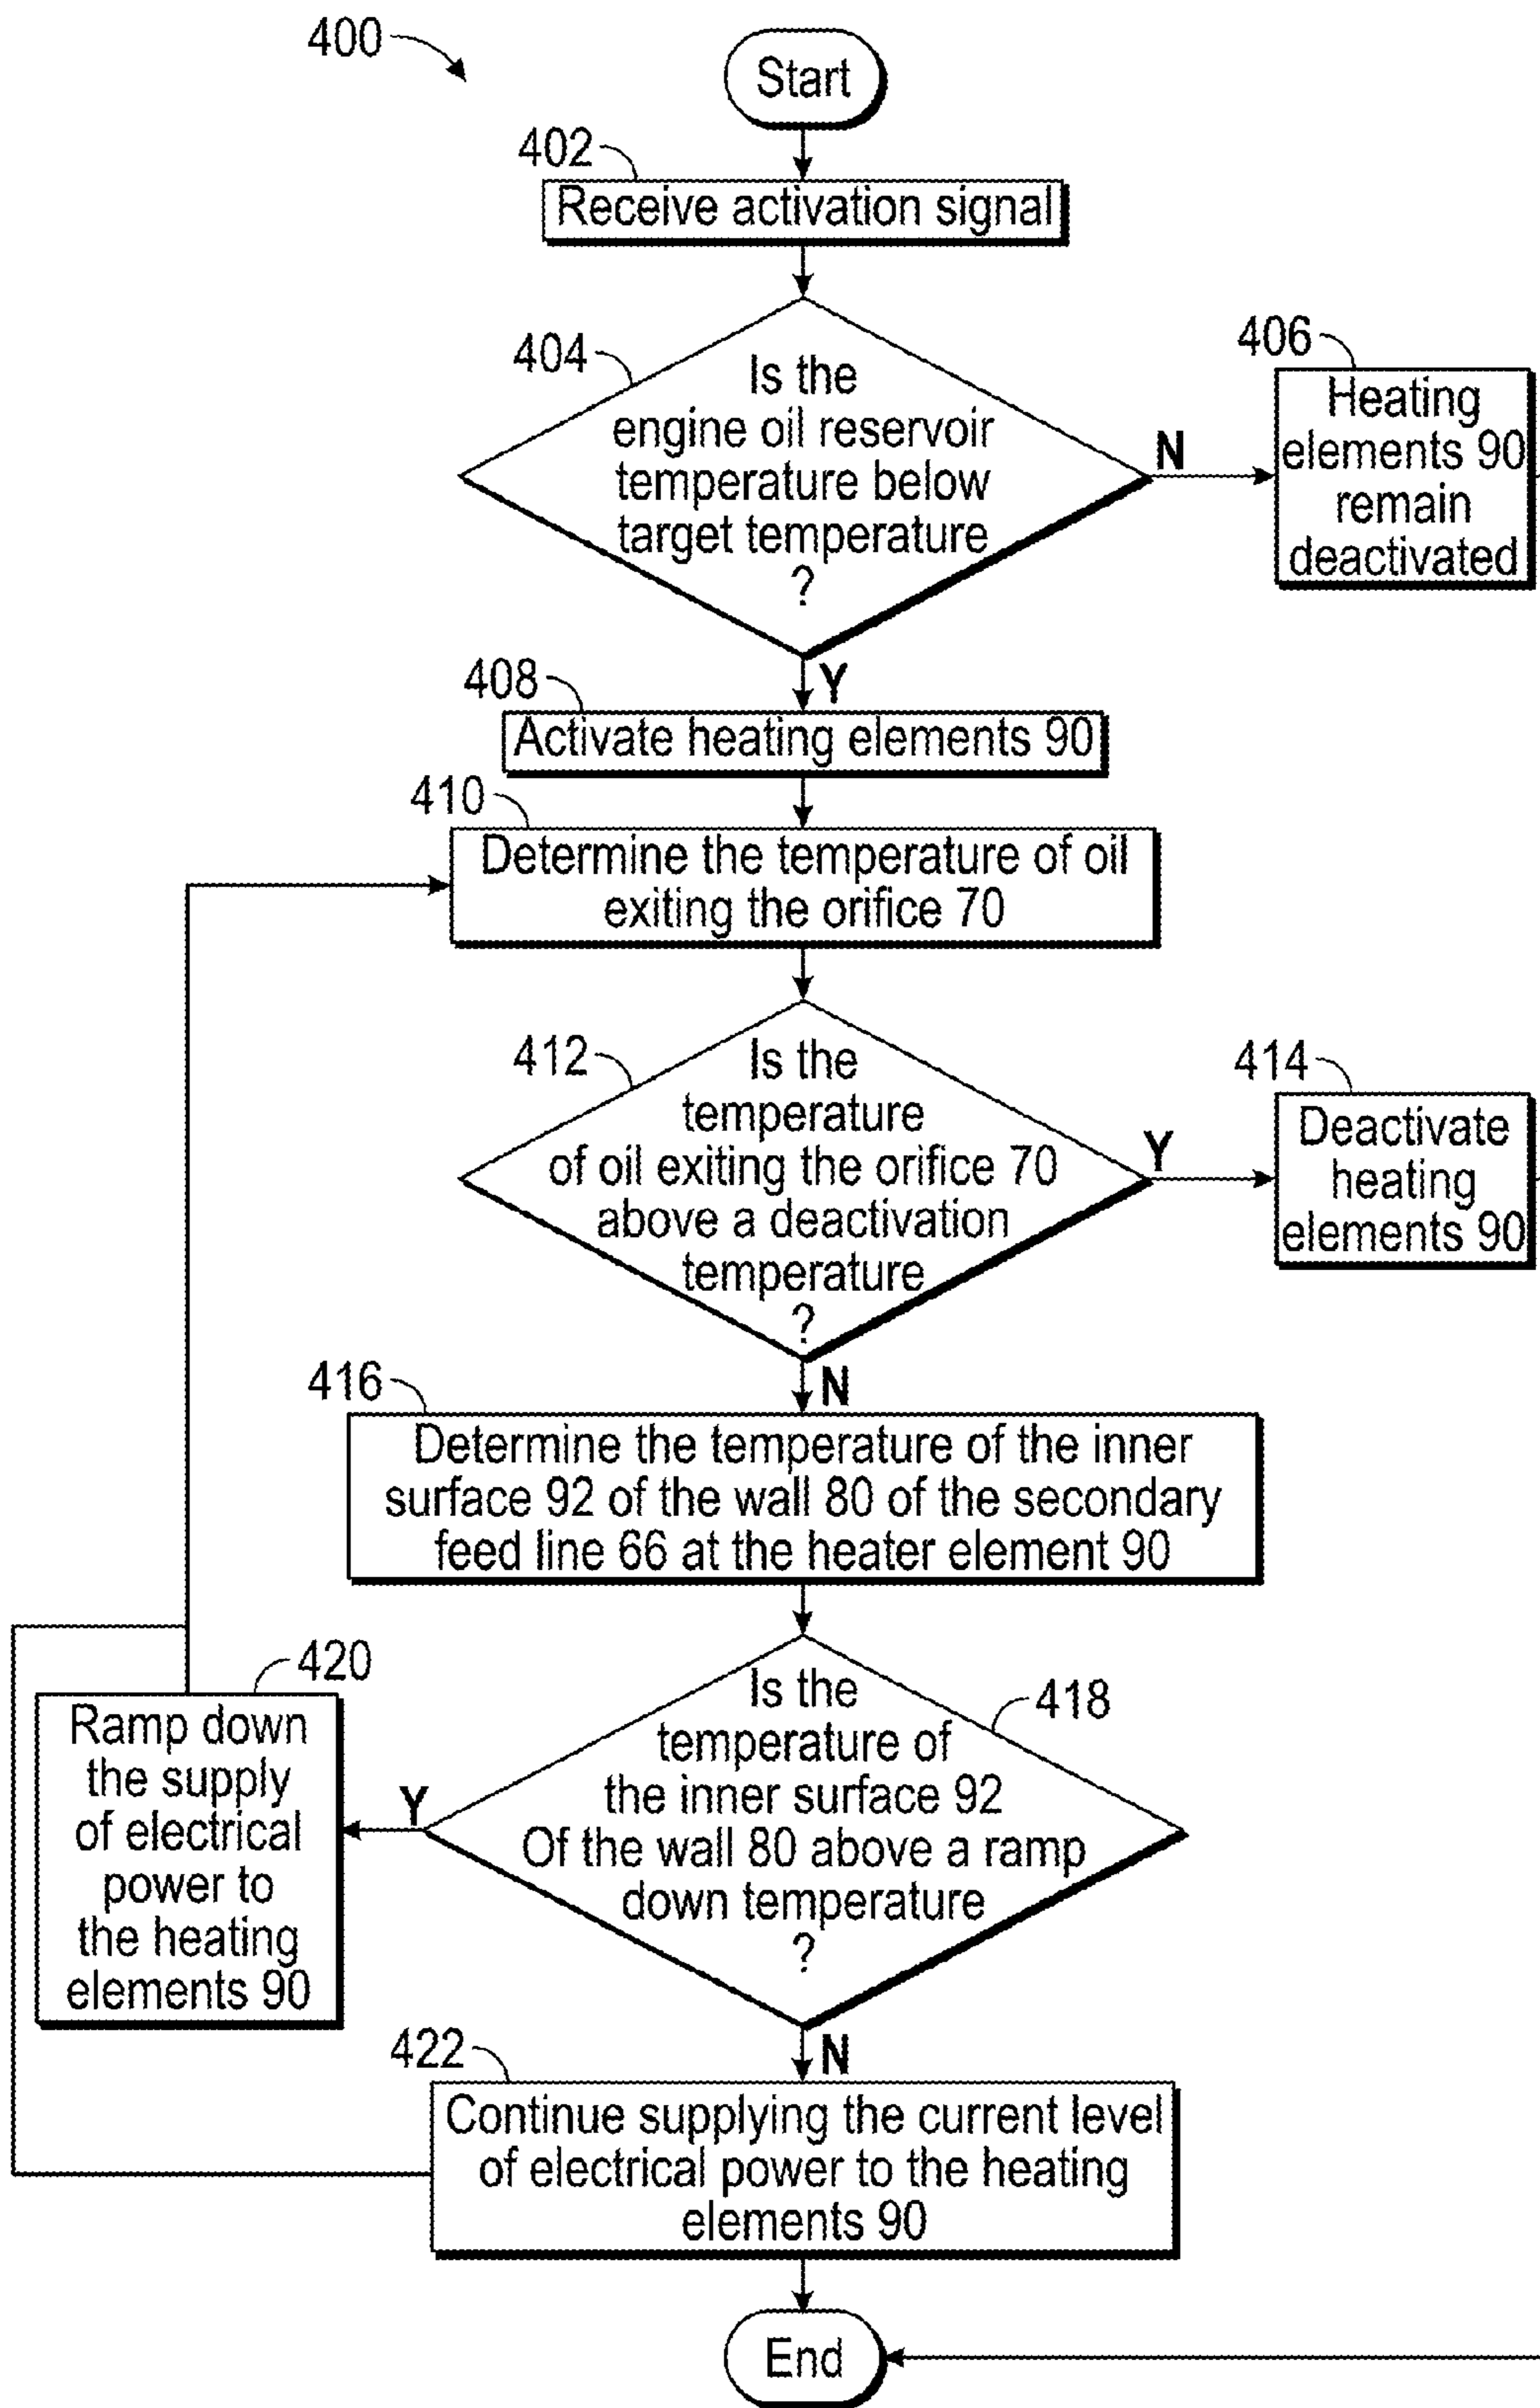 400
Start
402
Receive activation signal
404
Is the
engine oil reservoir
temperature below
target temperature
?
N
406
Heating
elements 90
remain
deactivated
Y
408
Activate heating elements 90
410
Determine the temperature of oil
exiting the orifice 70
412
Is the
temperature
of oil exiting the orifice 70
above a deactivation
temperature
?
Y
414
Deactivate
heating
elements 90
N
416
Determine the temperature of the inner
surface 92 of the wall 80 of the secondary
feed line 66 at the heater element 90
418
Is the
temperature of
the inner surface 92
Of the wall 80 above a ramp
down temperature
?
Y
420
Ramp down
the supply
of electrical
power to
the heating
elements 90
N
422
Continue supplying the current level
of electrical power to the heating
elements 90
End